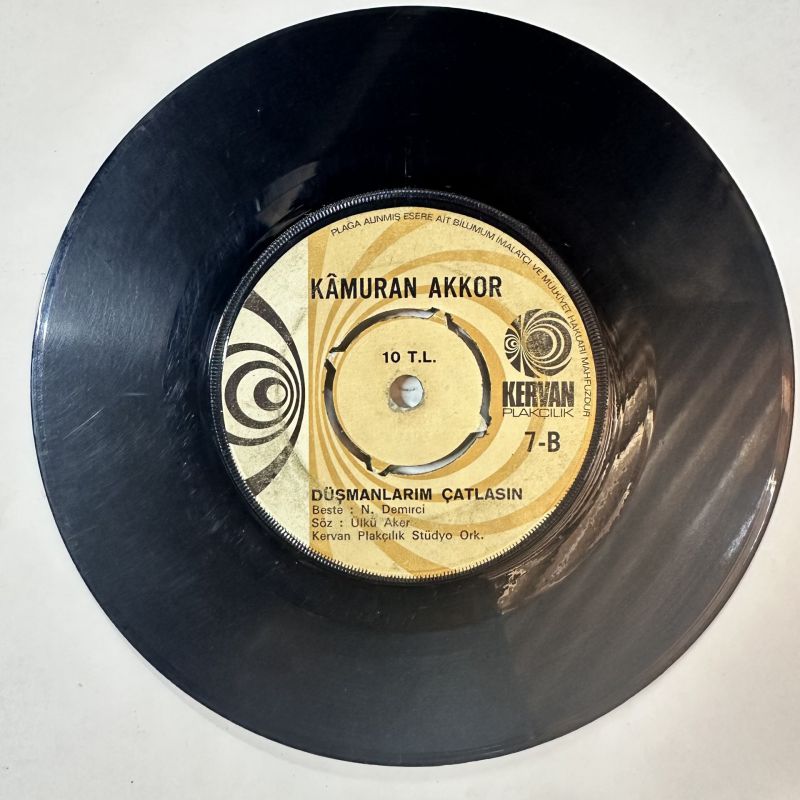 PLAĞA ALINMIŞ ESERE AİT BİLUMUM İMALATÇI VE MÜLKİYET HAKLARI MAHFUZDUR
KÂMURAN AKKOR
10 T.L.
KERVAN
PLAKÇILIK
7-B
DÜŞMANLARIM ÇATLASIN
Beste : N. Demirci
Söz : Ülkü Aker
Kervan Plakçılık Stüdyo Ork.